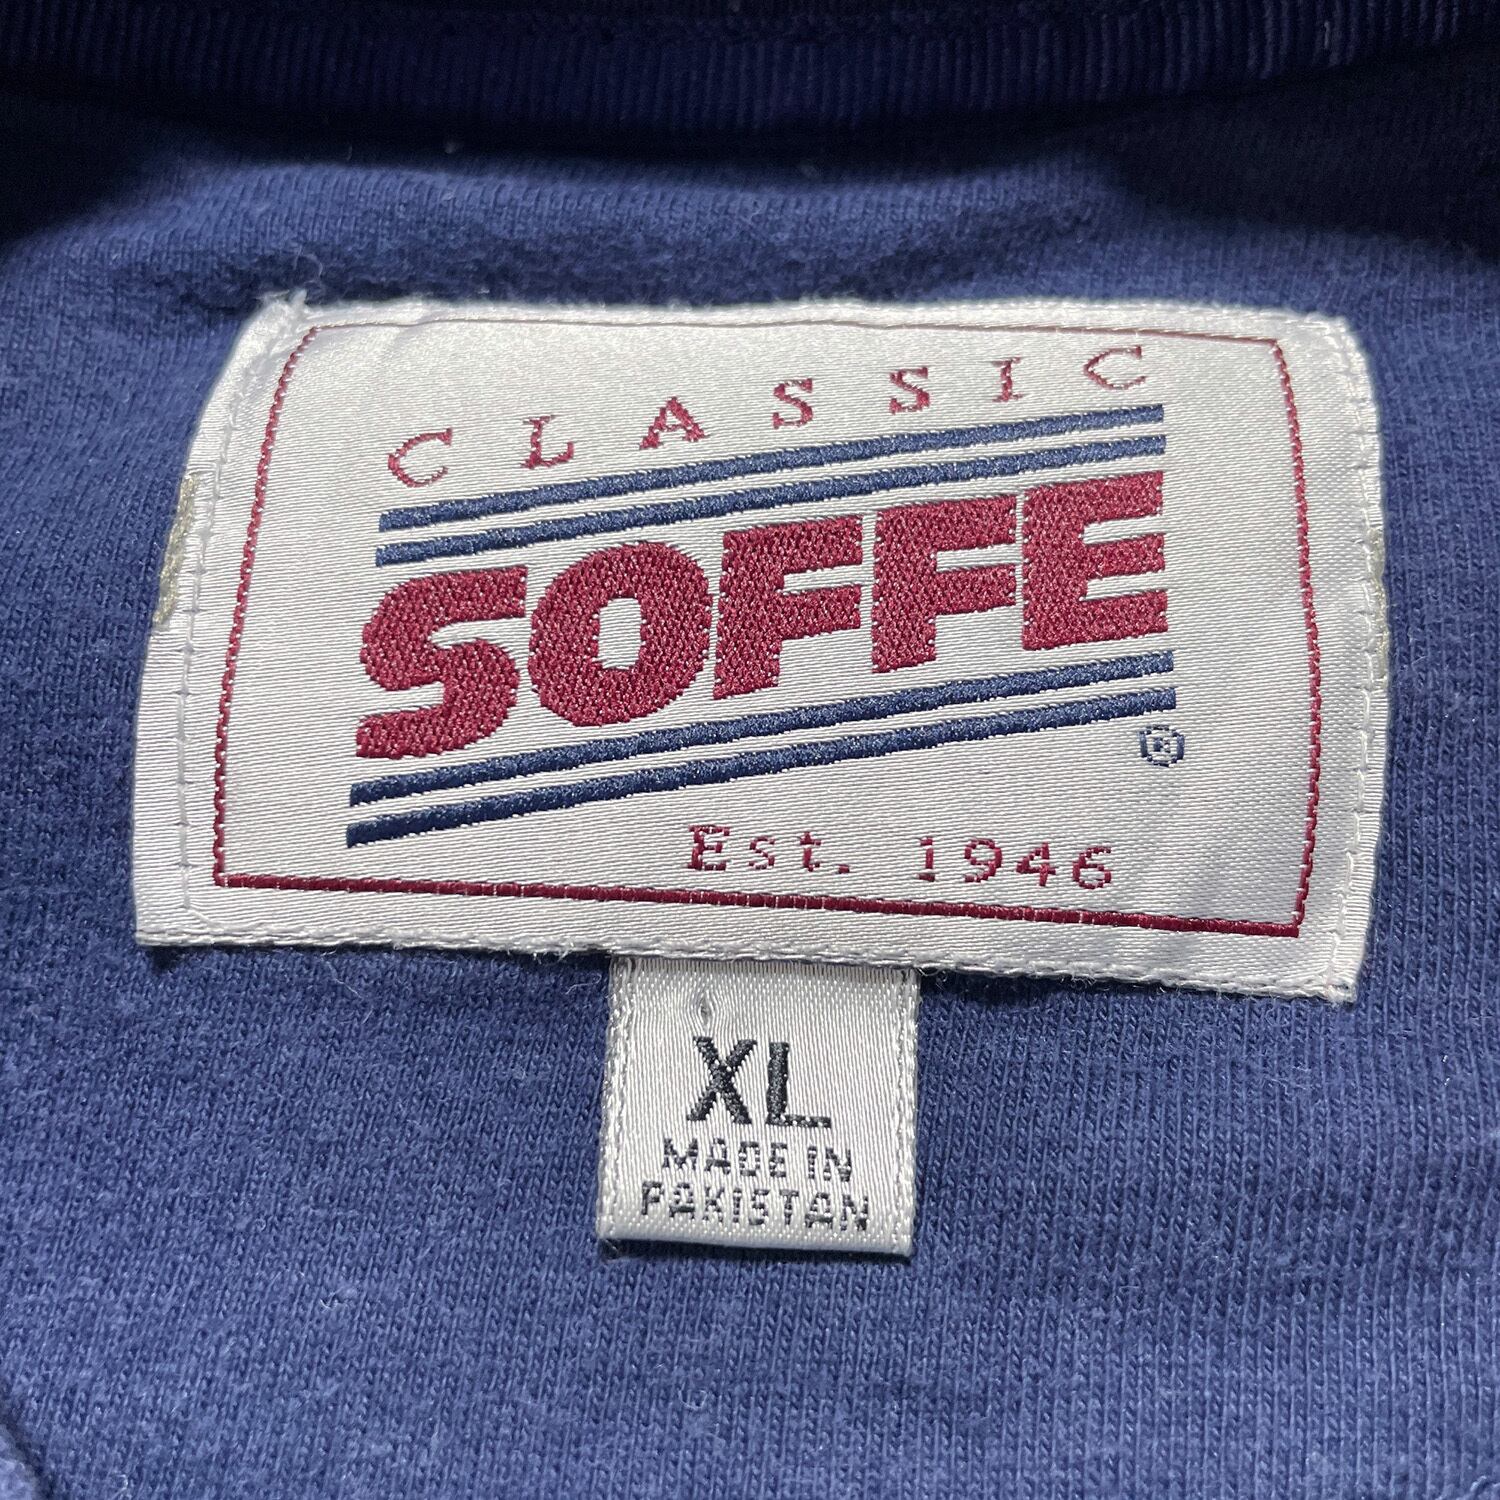 CLASSIC
SOFFE
®
Est. 1946
XL
MADE IN
PAKISTAN